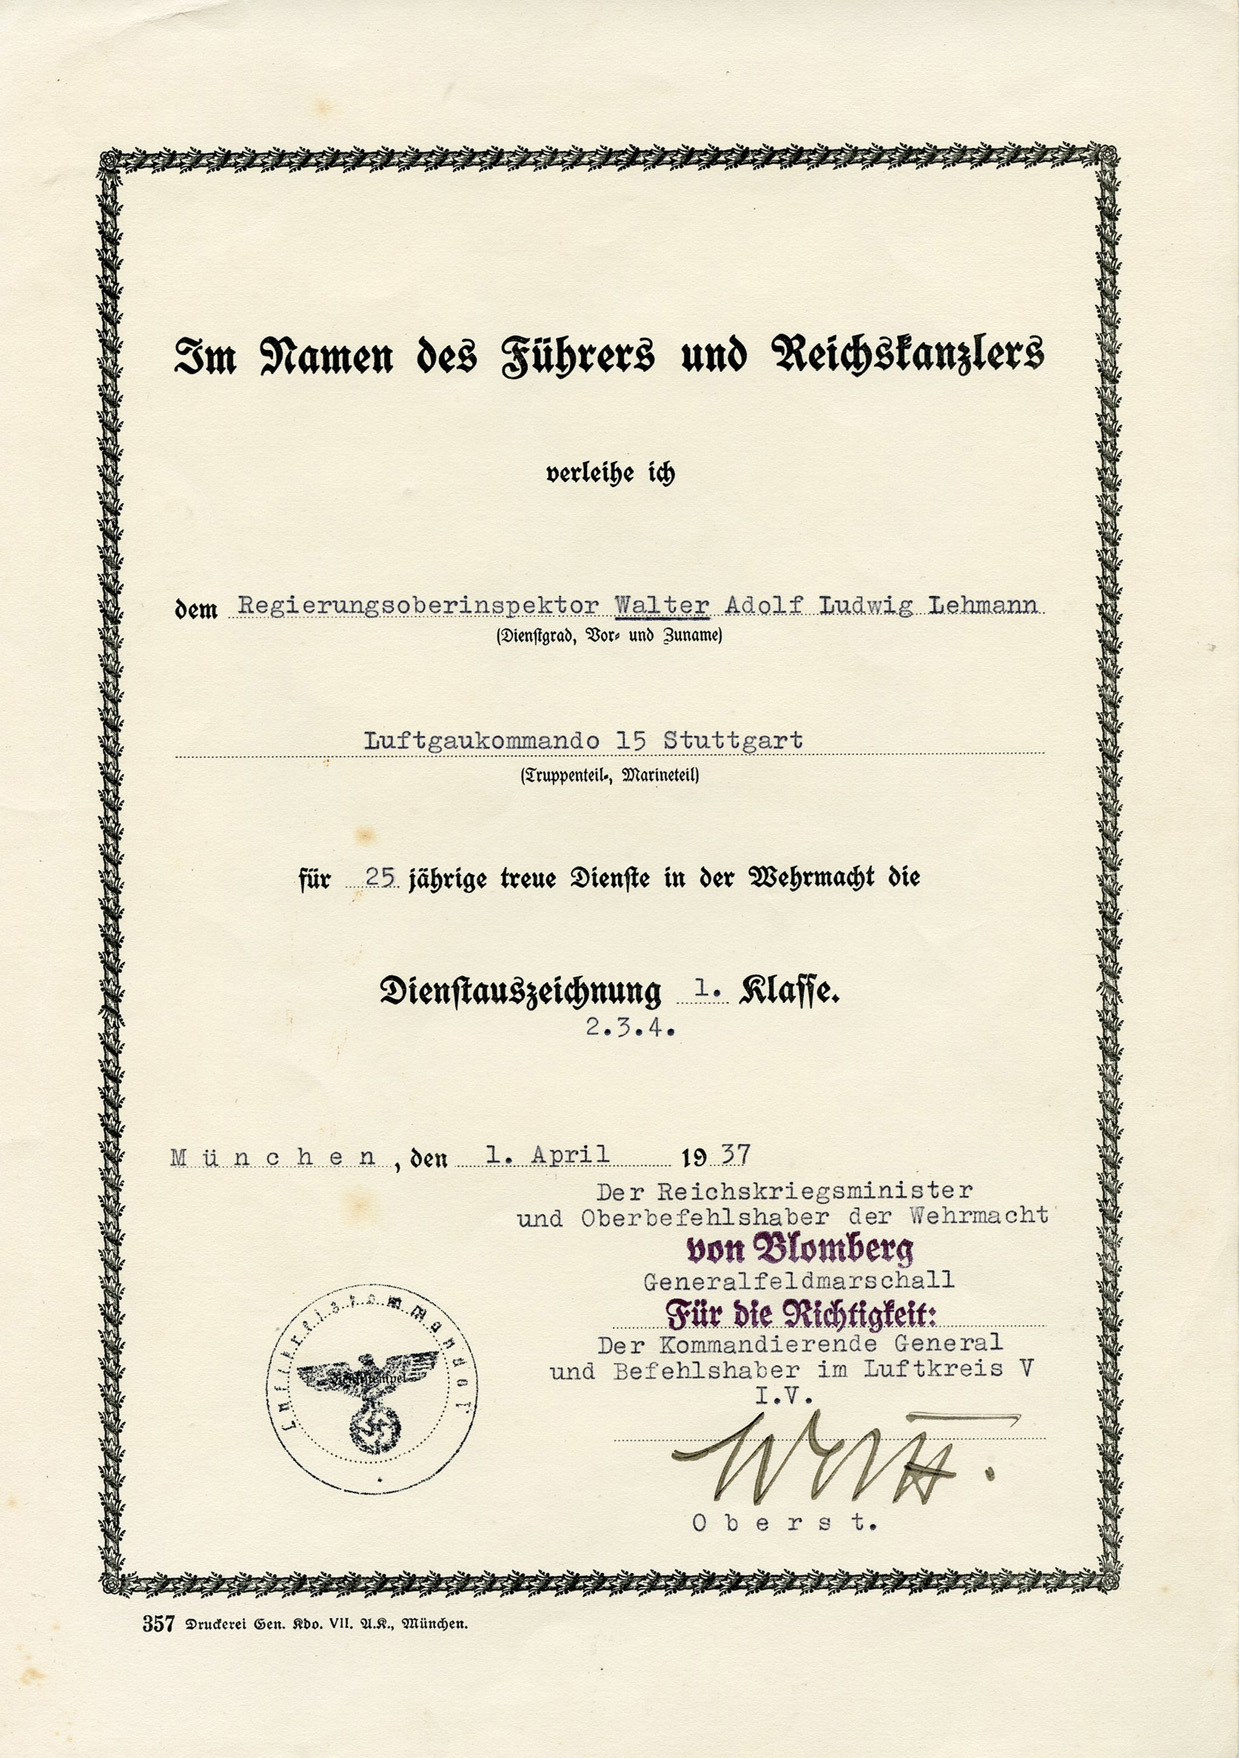 Im Namen des Führers und Reichskanzlers
verleihe ich
dem Regierungsoberinspektor Walter Adolf Ludwig Lehmann
(Dienstgrad, Vor- und Zuname)
Luftgaukommando 15 Stuttgart
(Truppenteil-, Marineteil)
für 25 jährige treue Dienste in der Wehrmacht die
Dienstauszeichnung 1. Klasse.
2.3.4.
München, den 1. April 1937
Der Reichskriegsminister
und Oberbefehlshaber der Wehrmacht
von Blomberg
Generalfeldmarschall
Für die Richtigkeit:
Der Kommandierende General
und Befehlshaber im Luftkreis V
I.V.
Oberst.
Luftkreiskommando
357 Druckerei Gen. Kdo. VII. A.K., München.